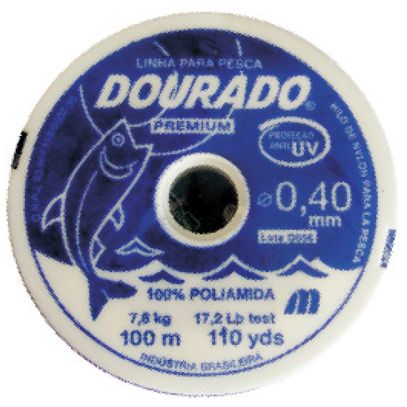 LINHA PARA PESCA
DOURADO®
PREMIUM
PROTEÇÃO
ANTI
UV
HILO DE NYLON PARA LA PESCA
ø 0,40
mm
100% POLIAMIDA
7,8 kg 17,2 Lb test
100 m 110 yds
INDÚSTRIA BRASILEIRA